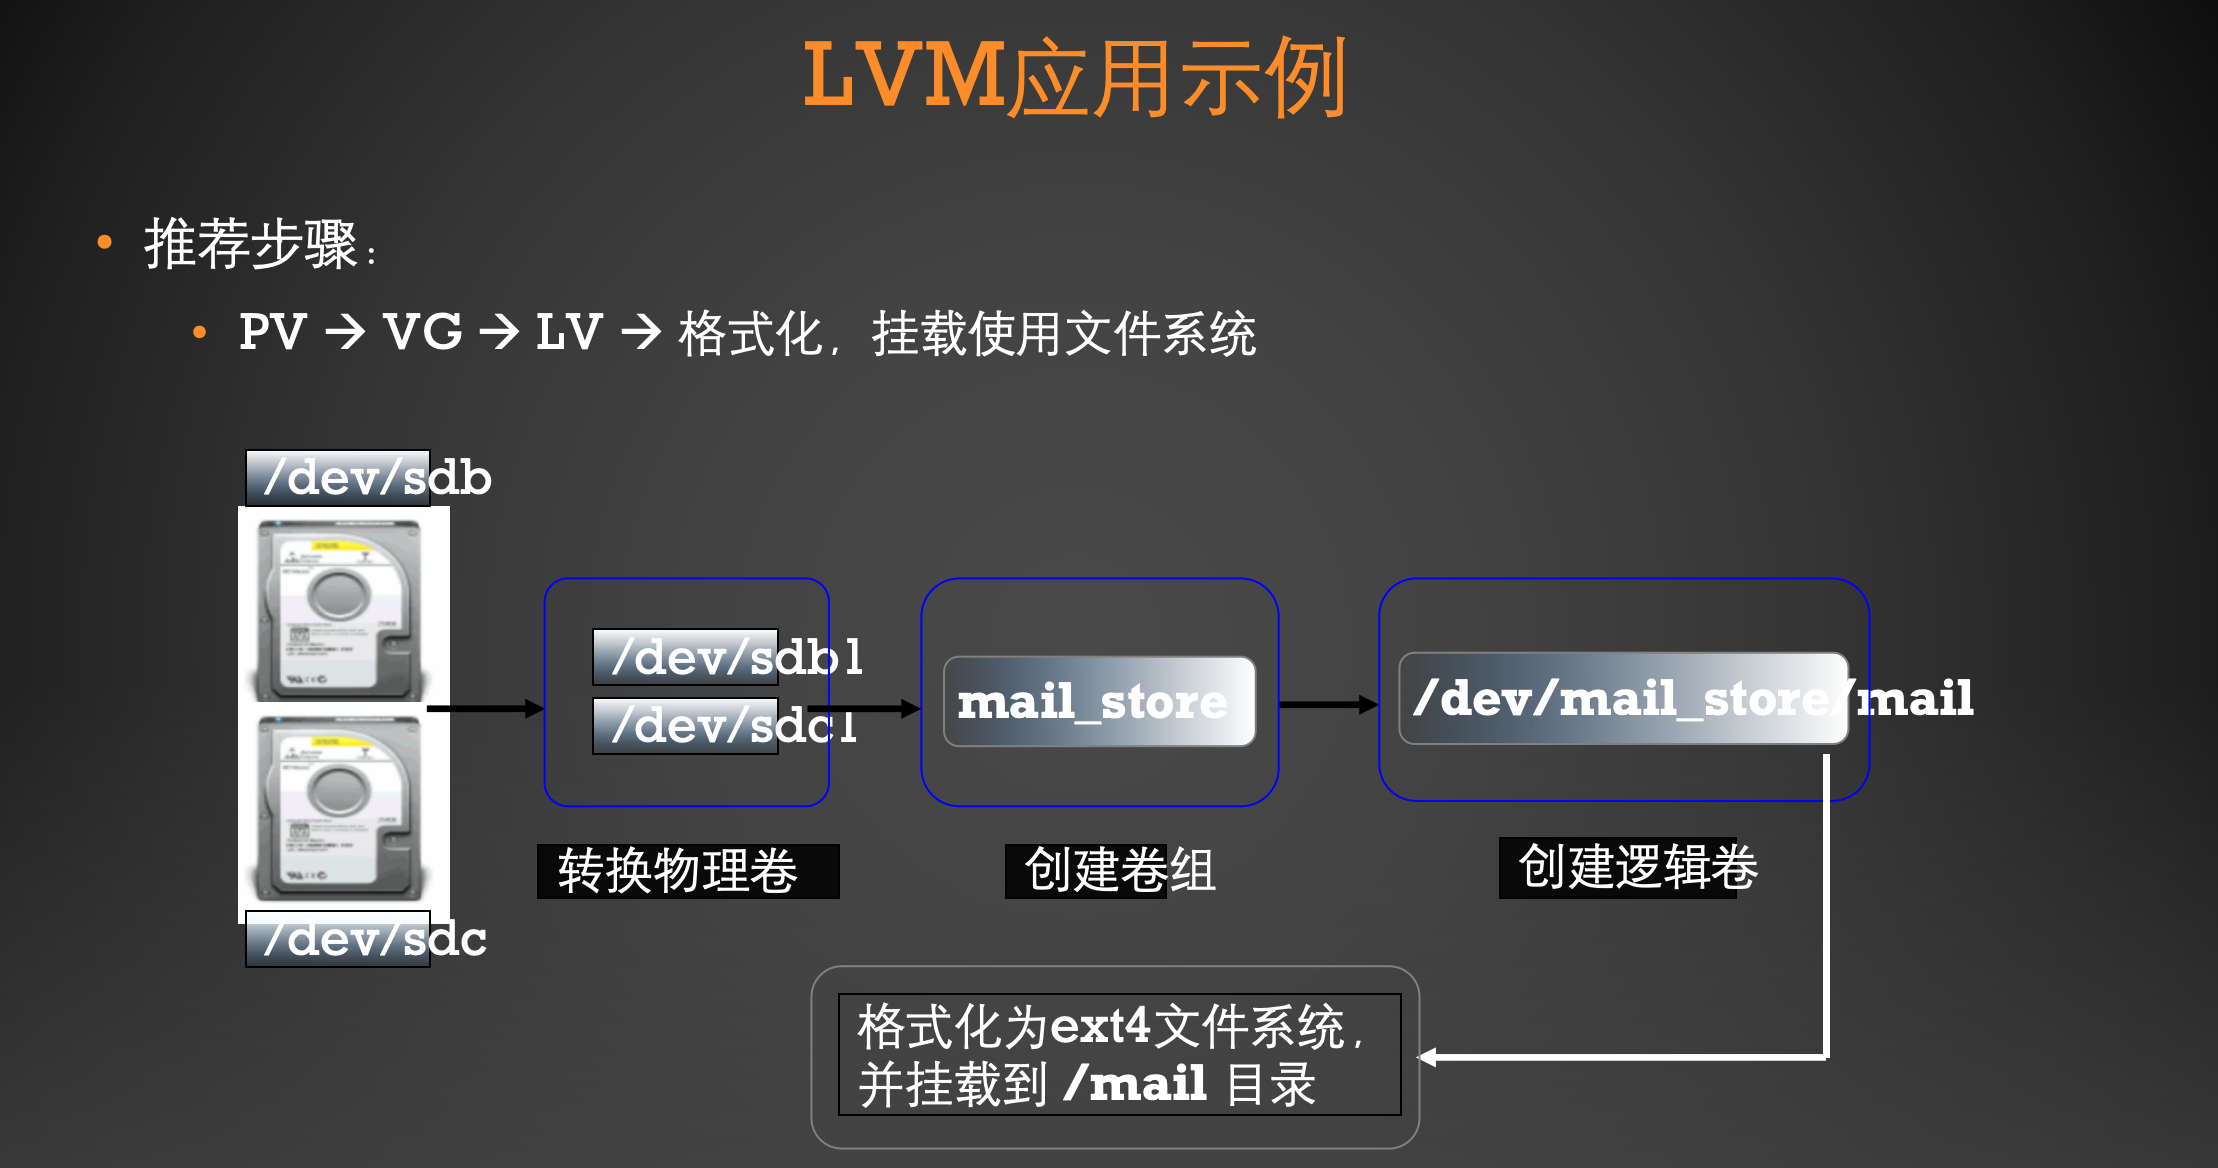 LVM应用示例
• 推荐步骤：
• PV → VG → LV → 格式化，挂载使用文件系统
/dev/sdb
/dev/sdb1
/dev/sdc1
mail_store
/dev/mail_store/mail
转换物理卷
创建卷组
创建逻辑卷
/dev/sdc
格式化为ext4文件系统，
并挂载到 /mail 目录